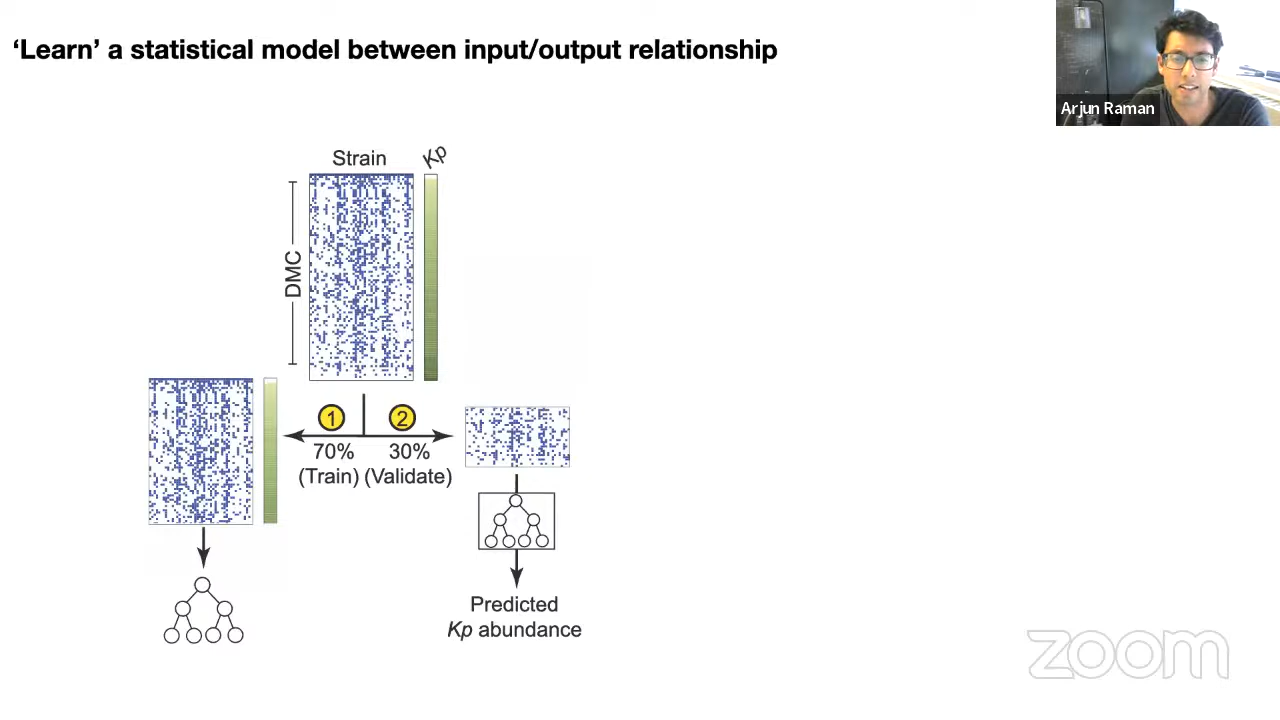 ‘Learn’ a statistical model between input/output relationship
Arjun Raman
Strain
Kp
DMC
1
2
70%
30%
(Train)
(Validate)
Predicted
Kp abundance
zoom